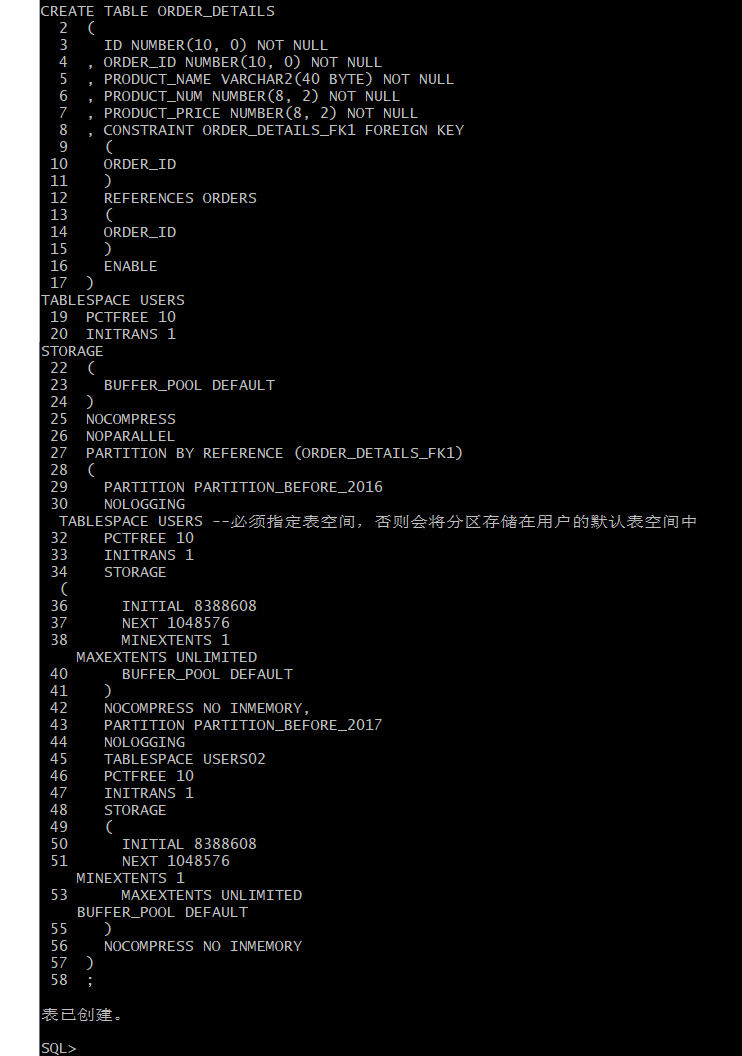 CREATE TABLE ORDER_DETAILS
  2  (
  3    ID NUMBER(10, 0) NOT NULL
  4  , ORDER_ID NUMBER(10, 0) NOT NULL
  5  , PRODUCT_NAME VARCHAR2(40 BYTE) NOT NULL
  6  , PRODUCT_NUM NUMBER(8, 2) NOT NULL
  7  , PRODUCT_PRICE NUMBER(8, 2) NOT NULL
  8  , CONSTRAINT ORDER_DETAILS_FK1 FOREIGN KEY
  9    (
 10    ORDER_ID
 11    )
 12    REFERENCES ORDERS
 13    (
 14    ORDER_ID
 15    )
 16    ENABLE
 17  )
TABLESPACE USERS
 19  PCTFREE 10
 20  INITRANS 1
STORAGE
 22  (
 23    BUFFER_POOL DEFAULT
 24  )
 25  NOCOMPRESS
 26  NOPARALLEL
 27  PARTITION BY REFERENCE (ORDER_DETAILS_FK1)
 28  (
 29    PARTITION PARTITION_BEFORE_2016
 30    NOLOGGING
  TABLESPACE USERS --必须指定表空间，否则会将分区存储在用户的默认表空间中
 32    PCTFREE 10
 33    INITRANS 1
 34    STORAGE
  (
 36      INITIAL 8388608
 37      NEXT 1048576
 38      MINEXTENTS 1
    MAXEXTENTS UNLIMITED
 40      BUFFER_POOL DEFAULT
 41    )
 42    NOCOMPRESS NO INMEMORY,
 43    PARTITION PARTITION_BEFORE_2017
 44    NOLOGGING
 45    TABLESPACE USERS02
 46    PCTFREE 10
 47    INITRANS 1
 48    STORAGE
 49    (
 50      INITIAL 8388608
 51      NEXT 1048576
    MINEXTENTS 1
 53      MAXEXTENTS UNLIMITED
    BUFFER_POOL DEFAULT
 55    )
 56    NOCOMPRESS NO INMEMORY
 57  )
 58  ;
表已创建。
SQL>